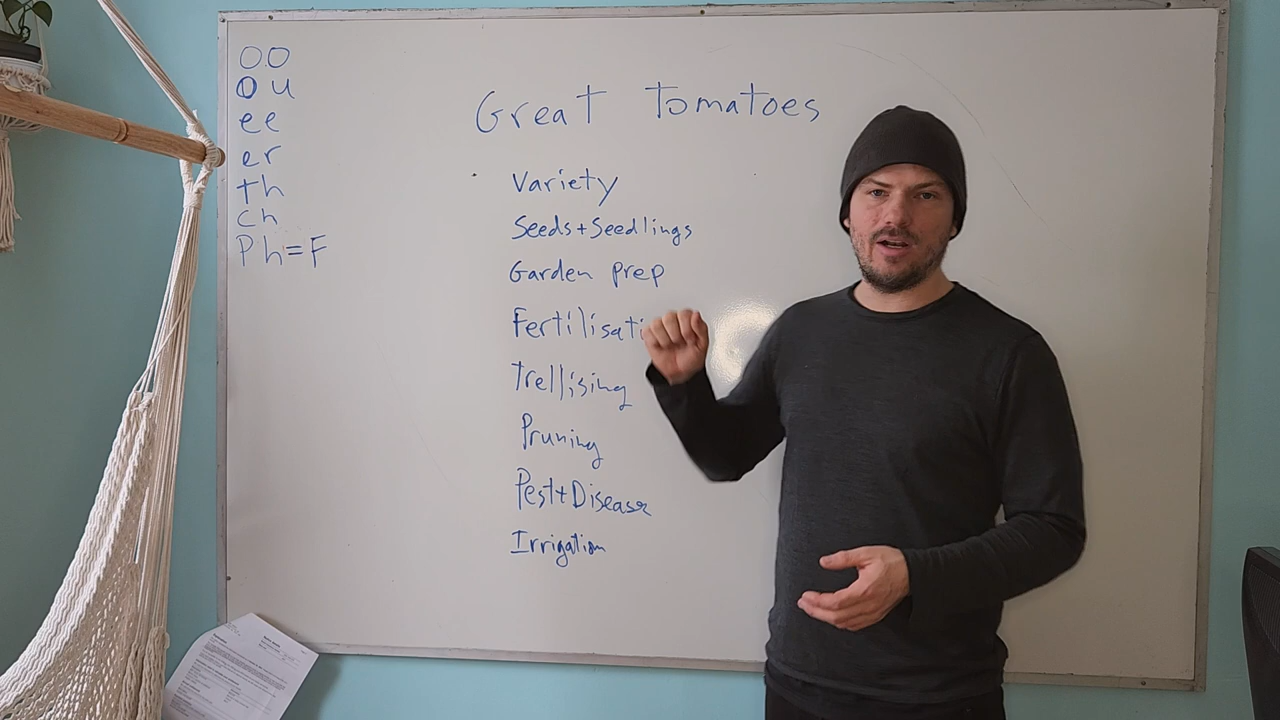 oo
ou
ee
er
th
ch
Ph=F
Great Tomatoes
Variety
Seeds+Seedlings
Garden prep
Fertilisati
Trellising
Pruning
Pest+Disease
Irrigation